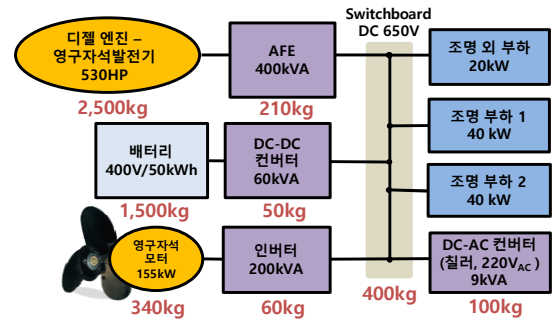 Switchboard
DC 650V
디젤 엔진 –
영구자석발전기
530HP
2,500kg
AFE
400kVA
210kg
조명 외 부하
20kW
배터리
400V/50kWh
1,500kg
DC-DC
컨버터
60kVA
50kg
조명 부하 1
40 kW
조명 부하 2
40 kW
영구자석
모터
155kW
340kg
인버터
200kVA
60kg
400kg
DC-AC 컨버터
(칠러, 220VAC )
9kVA
100kg